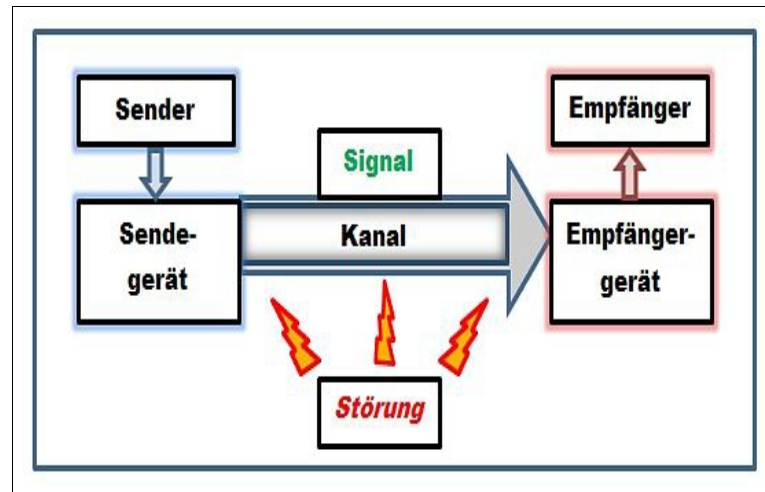 Sender
Empfänger
Signal
Sende-
gerät
Kanal
Empfänger-
gerät
Störung